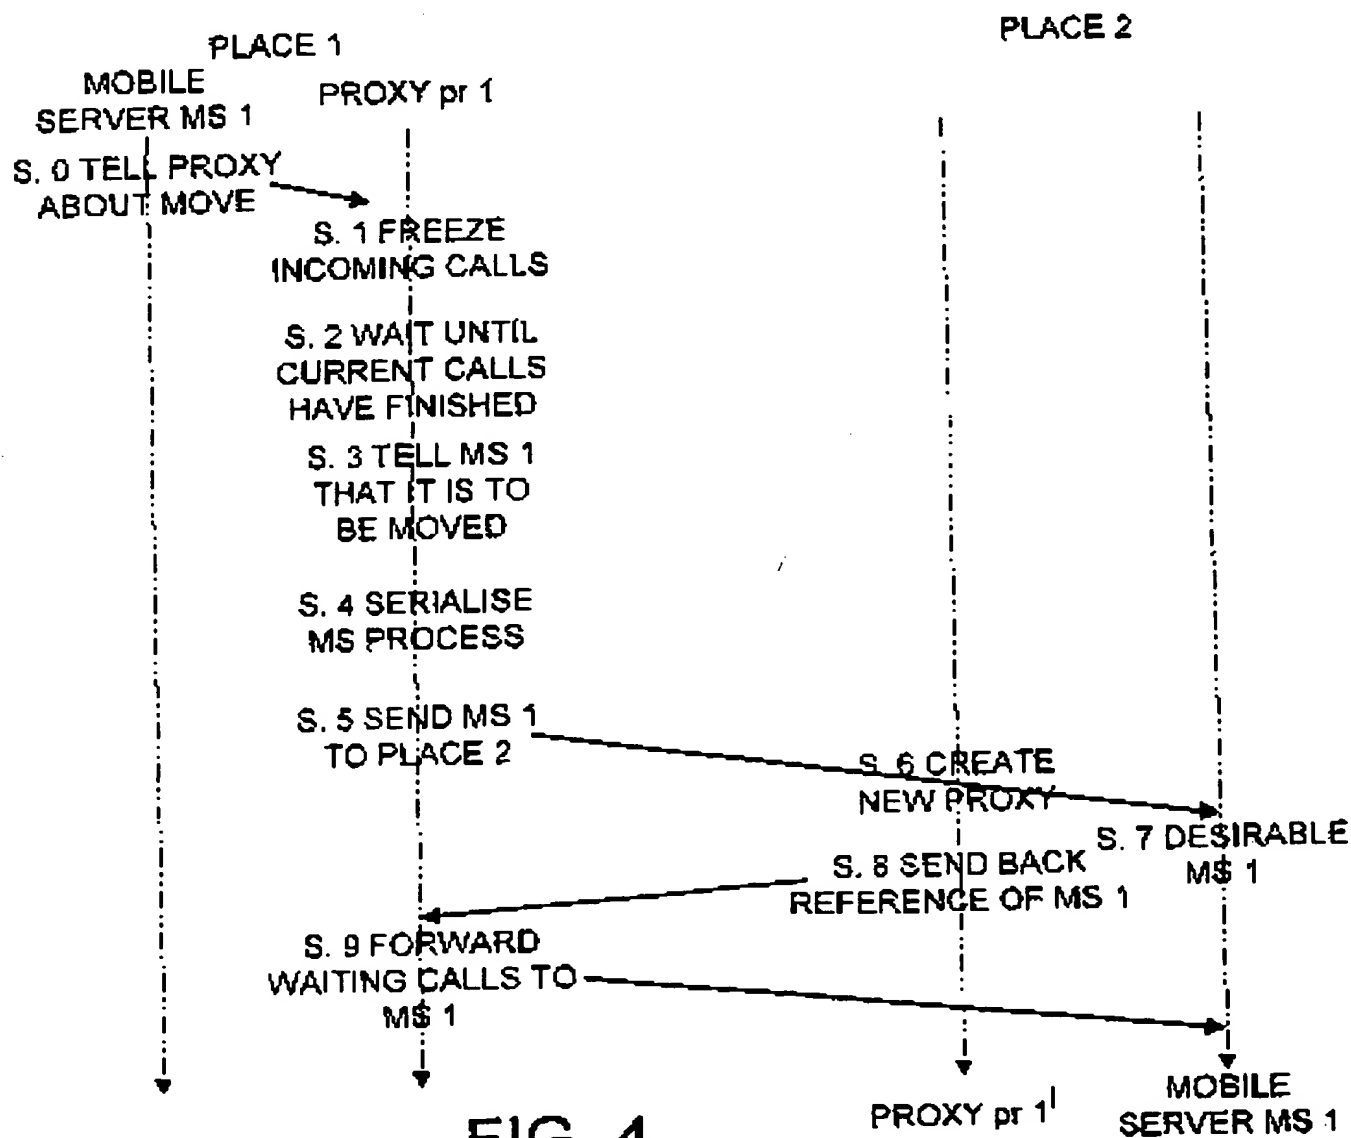 PLACE 1
PLACE 2
MOBILE
SERVER MS 1
PROXY pr 1
S. 0 TELL PROXY
ABOUT MOVE
S. 1 FREEZE
INCOMING CALLS
S. 2 WAIT UNTIL
CURRENT CALLS
HAVE FINISHED
S. 3 TELL MS 1
THAT IT IS TO
BE MOVED
S. 4 SERIALISE
MS PROCESS
S. 5 SEND MS 1
TO PLACE 2
S. 6 CREATE
NEW PROXY
S. 7 DESIRABLE
MS 1
S. 8 SEND BACK
REFERENCE OF MS 1
S. 9 FORWARD
WAITING CALLS TO
MS 1
PROXY pr 1'
MOBILE
SERVER MS 1
FIG. 4